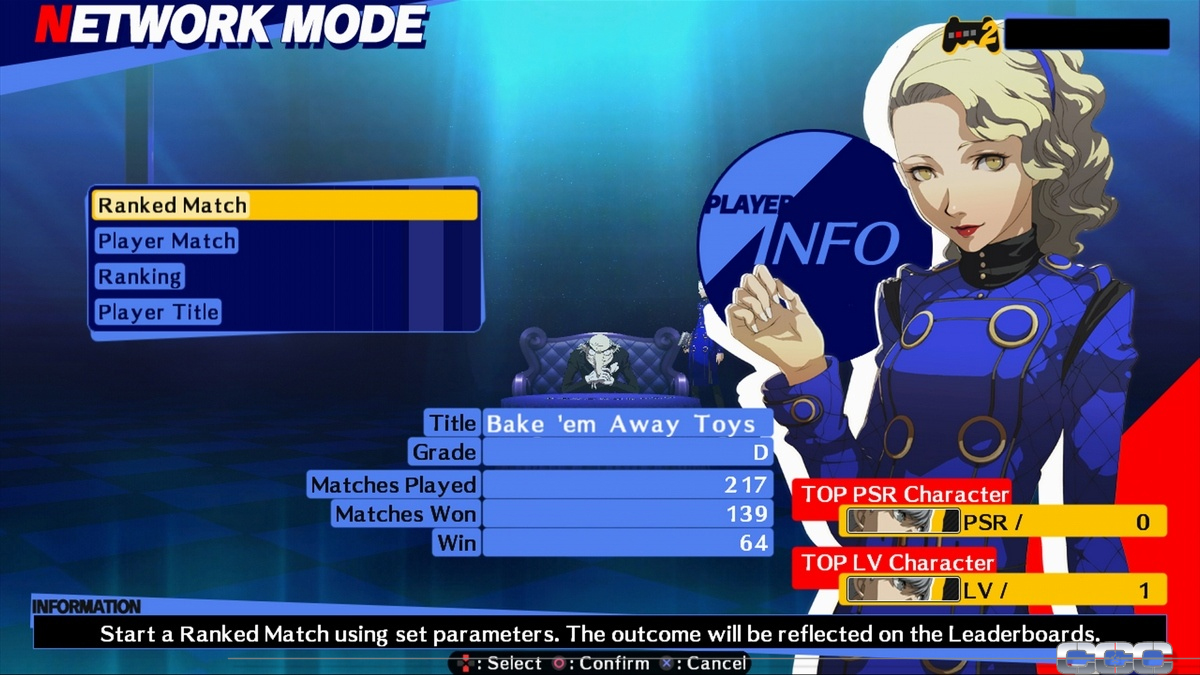 NETWORK MODE
2
Ranked Match
Player Match
Ranking
Player Title
PLAYER
INFO
Title Bake 'em Away Toys
Grade D
Matches Played 217
Matches Won 139
Win 64
TOP PSR Character
PSR / 0
TOP LV Character
LV / 1
INFORMATION
Start a Ranked Match using set parameters. The outcome will be reflected on the Leaderboards.
: Select : Confirm : Cancel
CCC